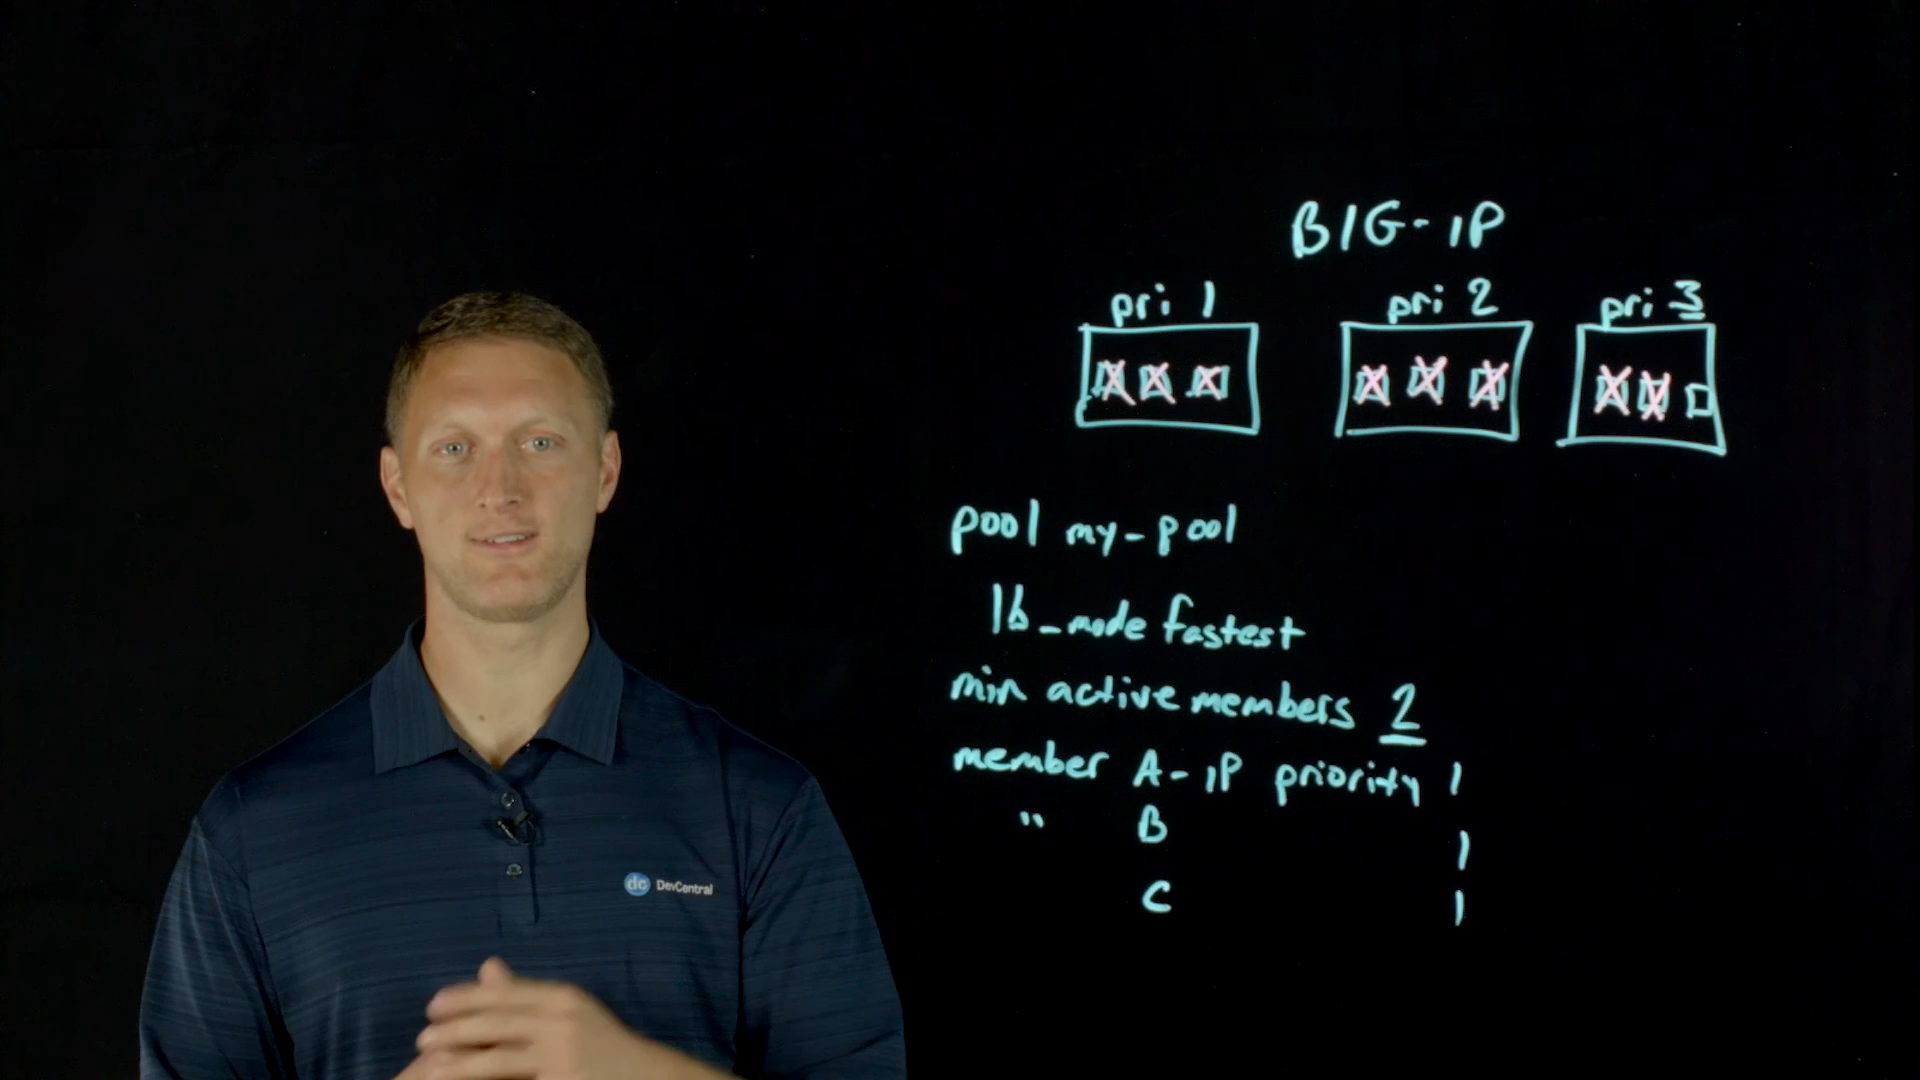 BIG-IP
pri 1 pri 2 pri 3
pool my-pool
lb_mode fastest
min active members 2
member A-IP priority 1
" B 1
C 1
dc DevCentral